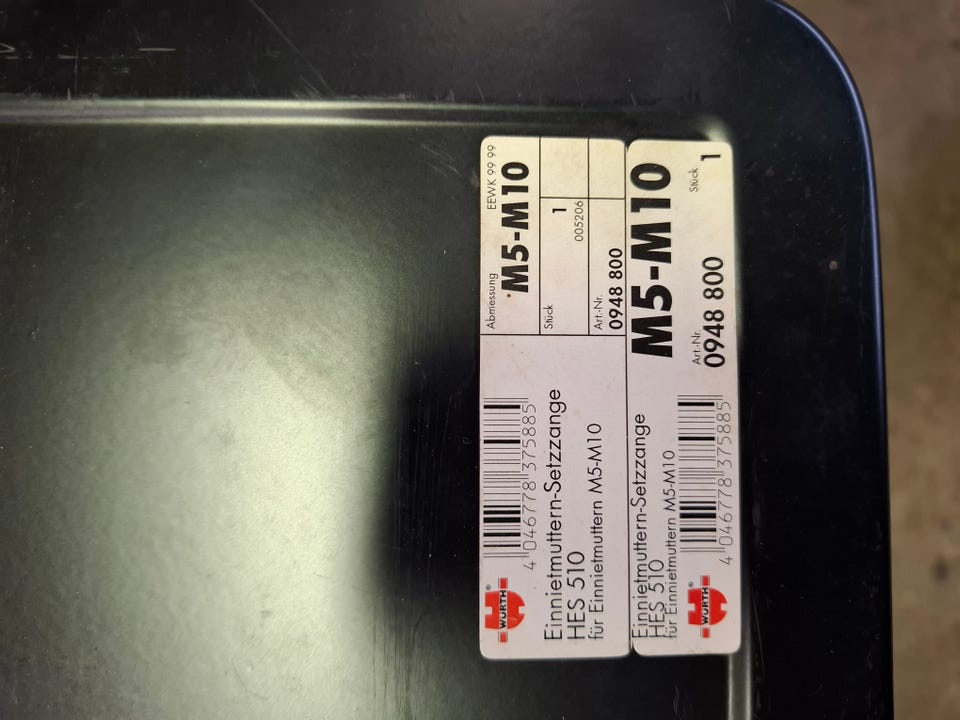 WÜRTH®
4 046778 375885
Einnietmuttern-Setzzange
HES 510
für Einnietmuttern M5-M10
Abmessung EEWK 99 99
M5-M10
Stück
1
005206
Art.-Nr.
0948 800
Einnietmuttern-Setzzange
HES 510
für Einnietmuttern M5-M10
WÜRTH®
4 046778 375885
M5-M10
Art.-Nr.
0948 800
Stück
1